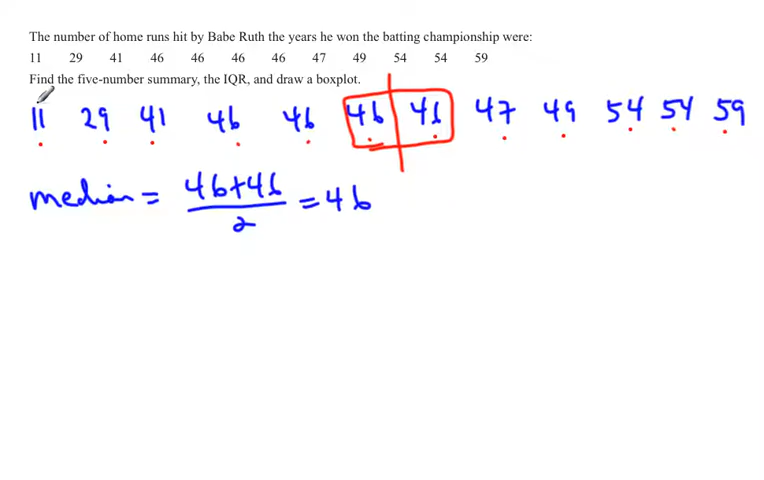 The number of home runs hit by Babe Ruth the years he won the batting championship were:
11 29 41 46 46 46 46 47 49 54 54 59
Find the five-number summary, the IQR, and draw a boxplot.
11 29 41 46 46 46 46 47 49 54 54 59
median = 46+46 / 2 = 46